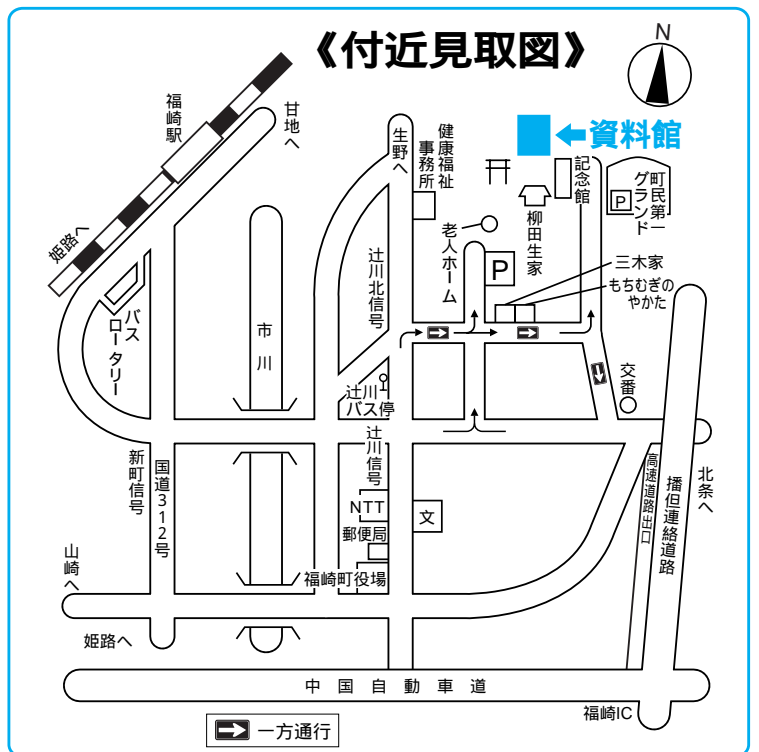 《付近見取図》
N
福崎駅
甘地へ
生野へ
健康福祉
事務所
←資料館
記念館
町民第一
グランド
P
姫路へ
柳田生家
老人ホーム
P
三木家
もちむぎの
やかた
辻川北信号
バス
ロータリー
市川
交番
辻川
バス停
辻川信号
新町信号
国道312号
NTT
文
郵便局
福崎町役場
高速道路出口
播但連絡道路
北条へ
山崎へ
姫路へ
中国自動車道
福崎IC
一方通行